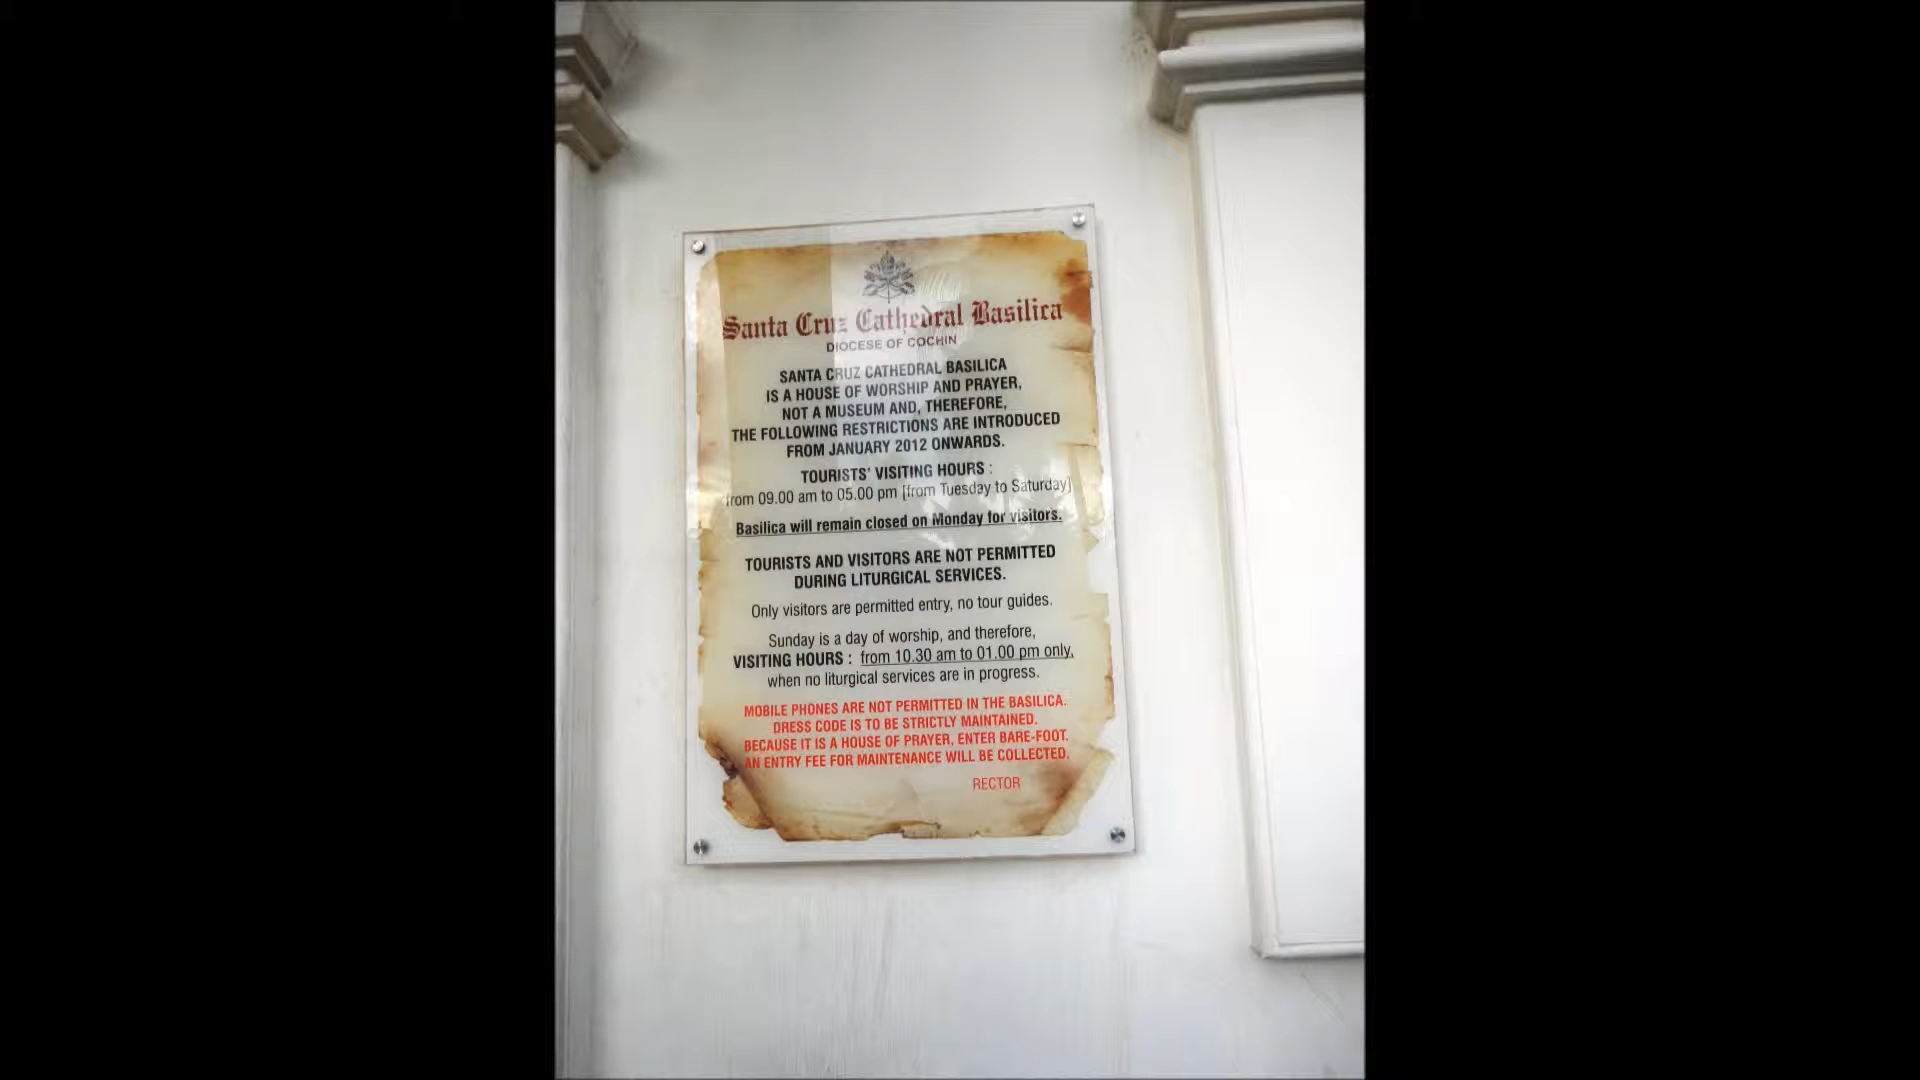 Santa Cruz Cathedral Basilica
DIOCESE OF COCHIN
SANTA CRUZ CATHEDRAL BASILICA
IS A HOUSE OF WORSHIP AND PRAYER,
NOT A MUSEUM AND, THEREFORE,
THE FOLLOWING RESTRICTIONS ARE INTRODUCED
FROM JANUARY 2012 ONWARDS.
TOURISTS' VISITING HOURS :
from 09.00 am to 05.00 pm [from Tuesday to Saturday]
Basilica will remain closed on Monday for visitors.
TOURISTS AND VISITORS ARE NOT PERMITTED
DURING LITURGICAL SERVICES.
Only visitors are permitted entry, no tour guides.
Sunday is a day of worship, and therefore,
VISITING HOURS : from 10.30 am to 01.00 pm only,
when no liturgical services are in progress.
MOBILE PHONES ARE NOT PERMITTED IN THE BASILICA.
DRESS CODE IS TO BE STRICTLY MAINTAINED.
BECAUSE IT IS A HOUSE OF PRAYER, ENTER BARE-FOOT.
AN ENTRY FEE FOR MAINTENANCE WILL BE COLLECTED.
RECTOR